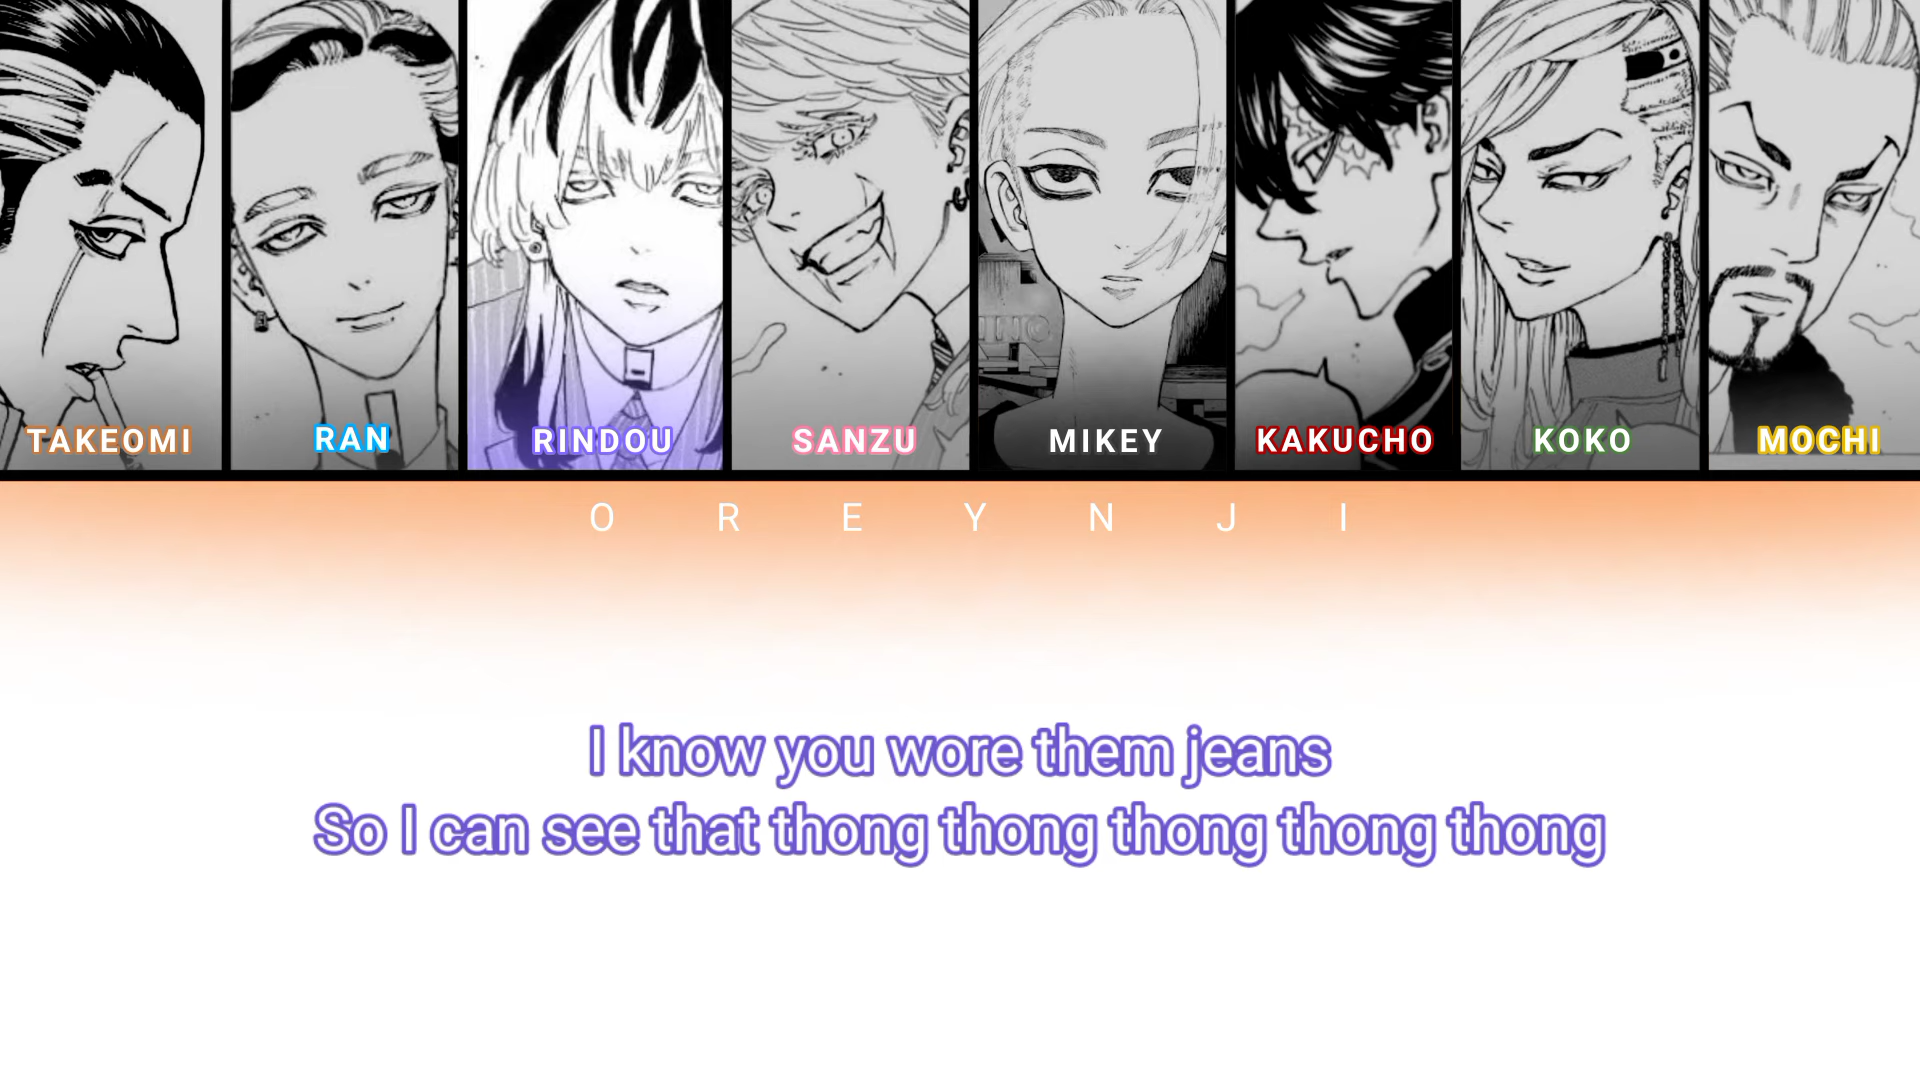 TAKEOMI RAN RINDOU SANZU MIKEY KAKUCHO KOKO MOCHI
O R E Y N J I
I know you wore them jeans
So I can see that thong thong thong thong thong